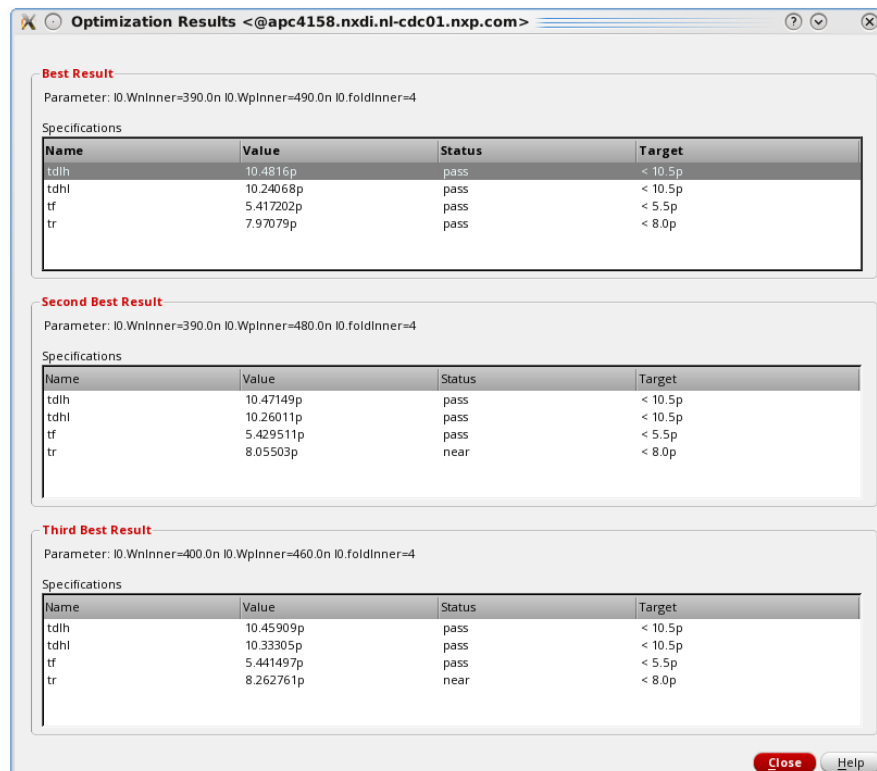 Optimization Results <@apc4158.nxdi.nl-cdc01.nxp.com>
Best Result
Parameter: I0.WnInner=390.0n I0.WpInner=490.0n I0.foldInner=4
Specifications
Name Value Status Target
tdlh 10.4816p pass < 10.5p
tdhl 10.24068p pass < 10.5p
tf 5.417202p pass < 5.5p
tr 7.97079p pass < 8.0p
Second Best Result
Parameter: I0.WnInner=390.0n I0.WpInner=480.0n I0.foldInner=4
Specifications
Name Value Status Target
tdlh 10.47149p pass < 10.5p
tdhl 10.26011p pass < 10.5p
tf 5.429511p pass < 5.5p
tr 8.05503p near < 8.0p
Third Best Result
Parameter: I0.WnInner=400.0n I0.WpInner=460.0n I0.foldInner=4
Specifications
Name Value Status Target
tdlh 10.45909p pass < 10.5p
tdhl 10.33305p pass < 10.5p
tf 5.441497p pass < 5.5p
tr 8.262761p near < 8.0p
Close Help